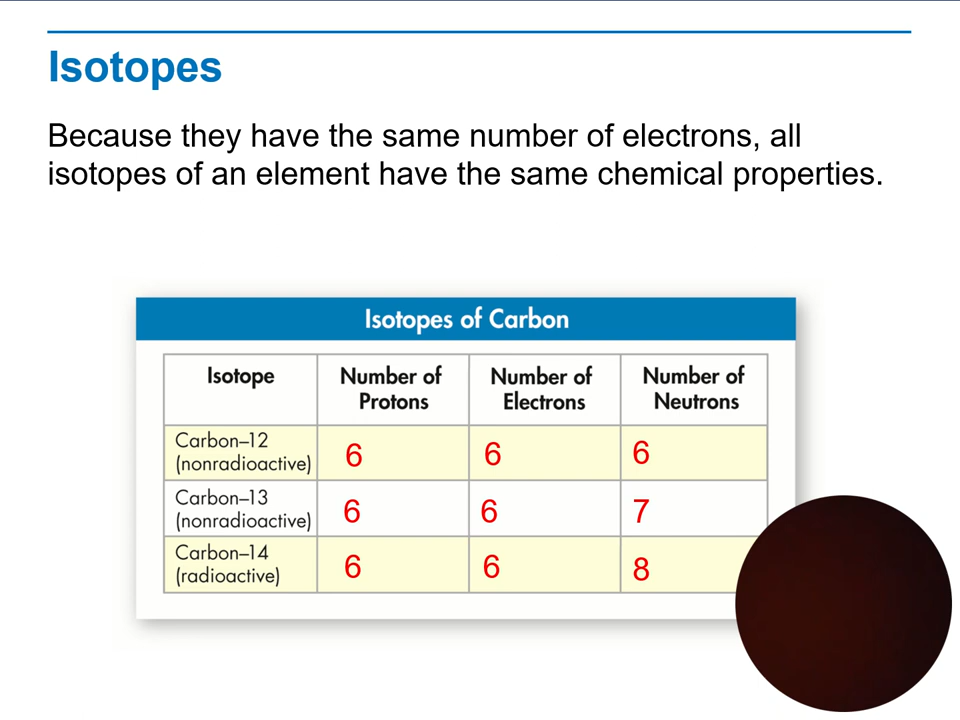 Isotopes
Because they have the same number of electrons, all
isotopes of an element have the same chemical properties.
Isotopes of Carbon
Isotope Number of Protons Number of Electrons Number of Neutrons
Carbon–12 (nonradioactive) 6 6 6
Carbon–13 (nonradioactive) 6 6 7
Carbon–14 (radioactive) 6 6 8